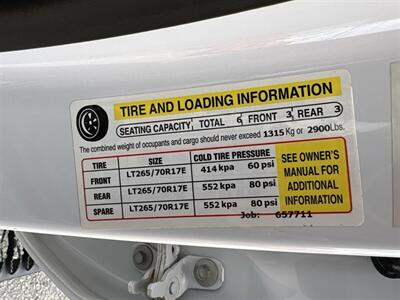 TIRE AND LOADING INFORMATION
SEATING CAPACITY TOTAL 6 FRONT 3 REAR 3
The combined weight of occupants and cargo should never exceed 1315 Kg or 2900 Lbs.
TIRE SIZE COLD TIRE PRESSURE
FRONT LT265/70R17E 414 kpa 60 psi
REAR LT265/70R17E 552 kpa 80 psi
SPARE LT265/70R17E 552 kpa 80 psi
SEE OWNER'S
MANUAL FOR
ADDITIONAL
INFORMATION
Job: 657711